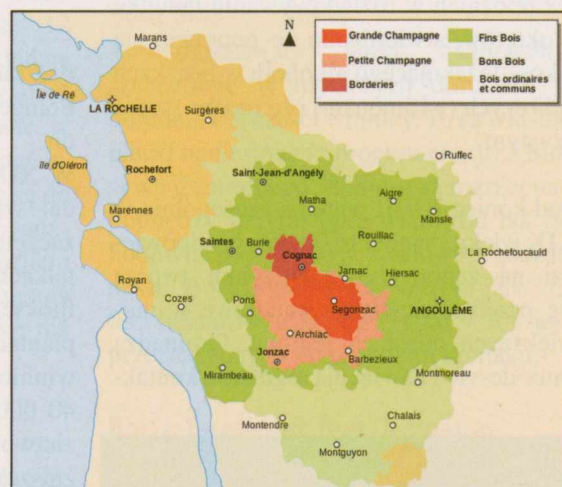 N
Grande Champagne
Petite Champagne
Borderies
Fins Bois
Bons Bois
Bois ordinaires
et communs
Marans
Île de Ré
LA ROCHELLE
Surgères
île d'Oléron
Rochefort
Saint-Jean-d'Angély
Ruffec
Aigre
Matha
Mansle
Marennes
Saintes
Burie
Rouillac
Cognac
La Rochefoucauld
Jarnac
Hiersac
Royan
Cozes
Pons
Segonzac
ANGOULÊME
Archiac
Jonzac
Barbezieux
Mirambeau
Montmoreau
Montendre
Chalais
Montguyon